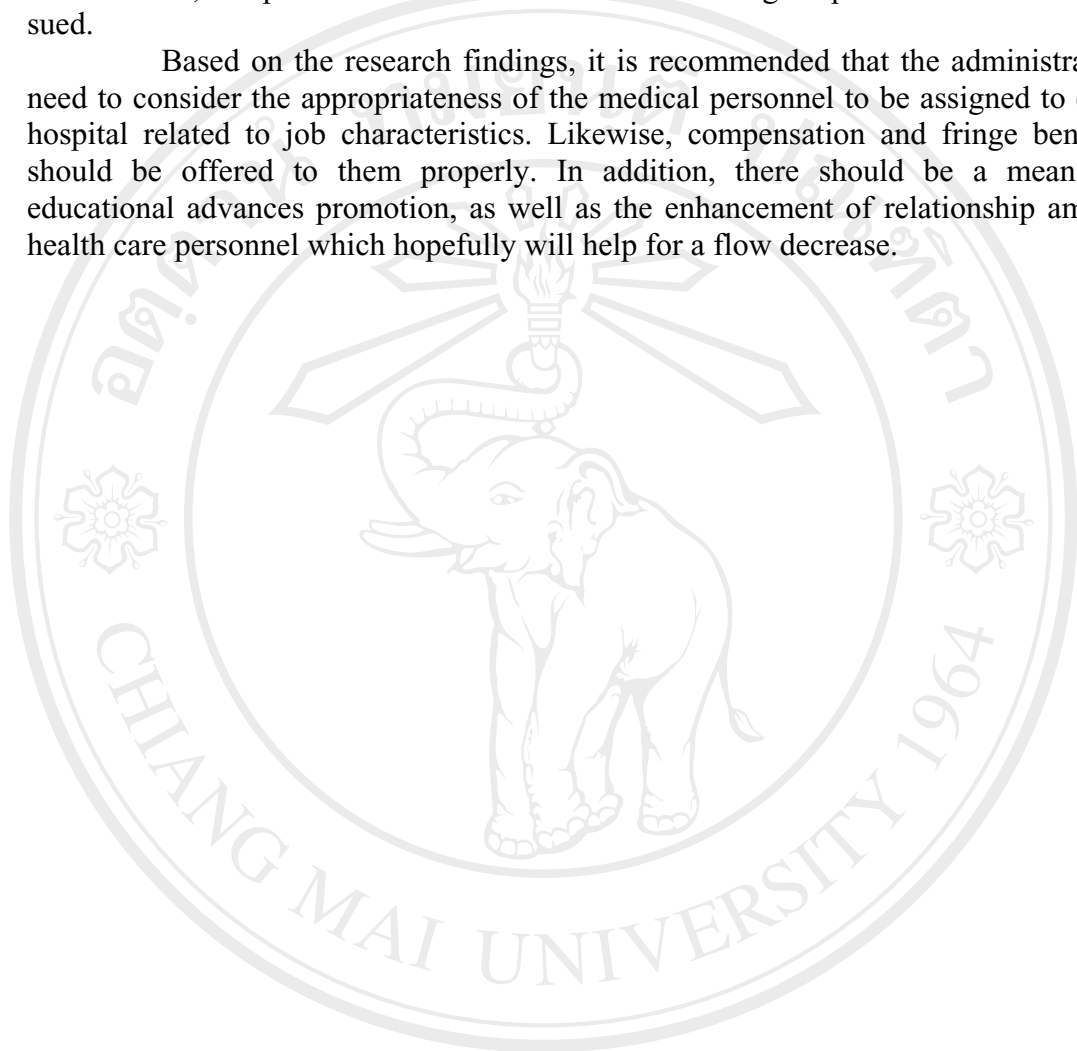 sued.
Based on the research findings, it is recommended that the administra
need to consider the appropriateness of the medical personnel to be assigned to
hospital related to job characteristics. Likewise, compensation and fringe ben
should be offered to them properly. In addition, there should be a mean
educational advances promotion, as well as the enhancement of relationship am
health care personnel which hopefully will help for a flow decrease.
CHIANG MAI UNIVERSITY 1964